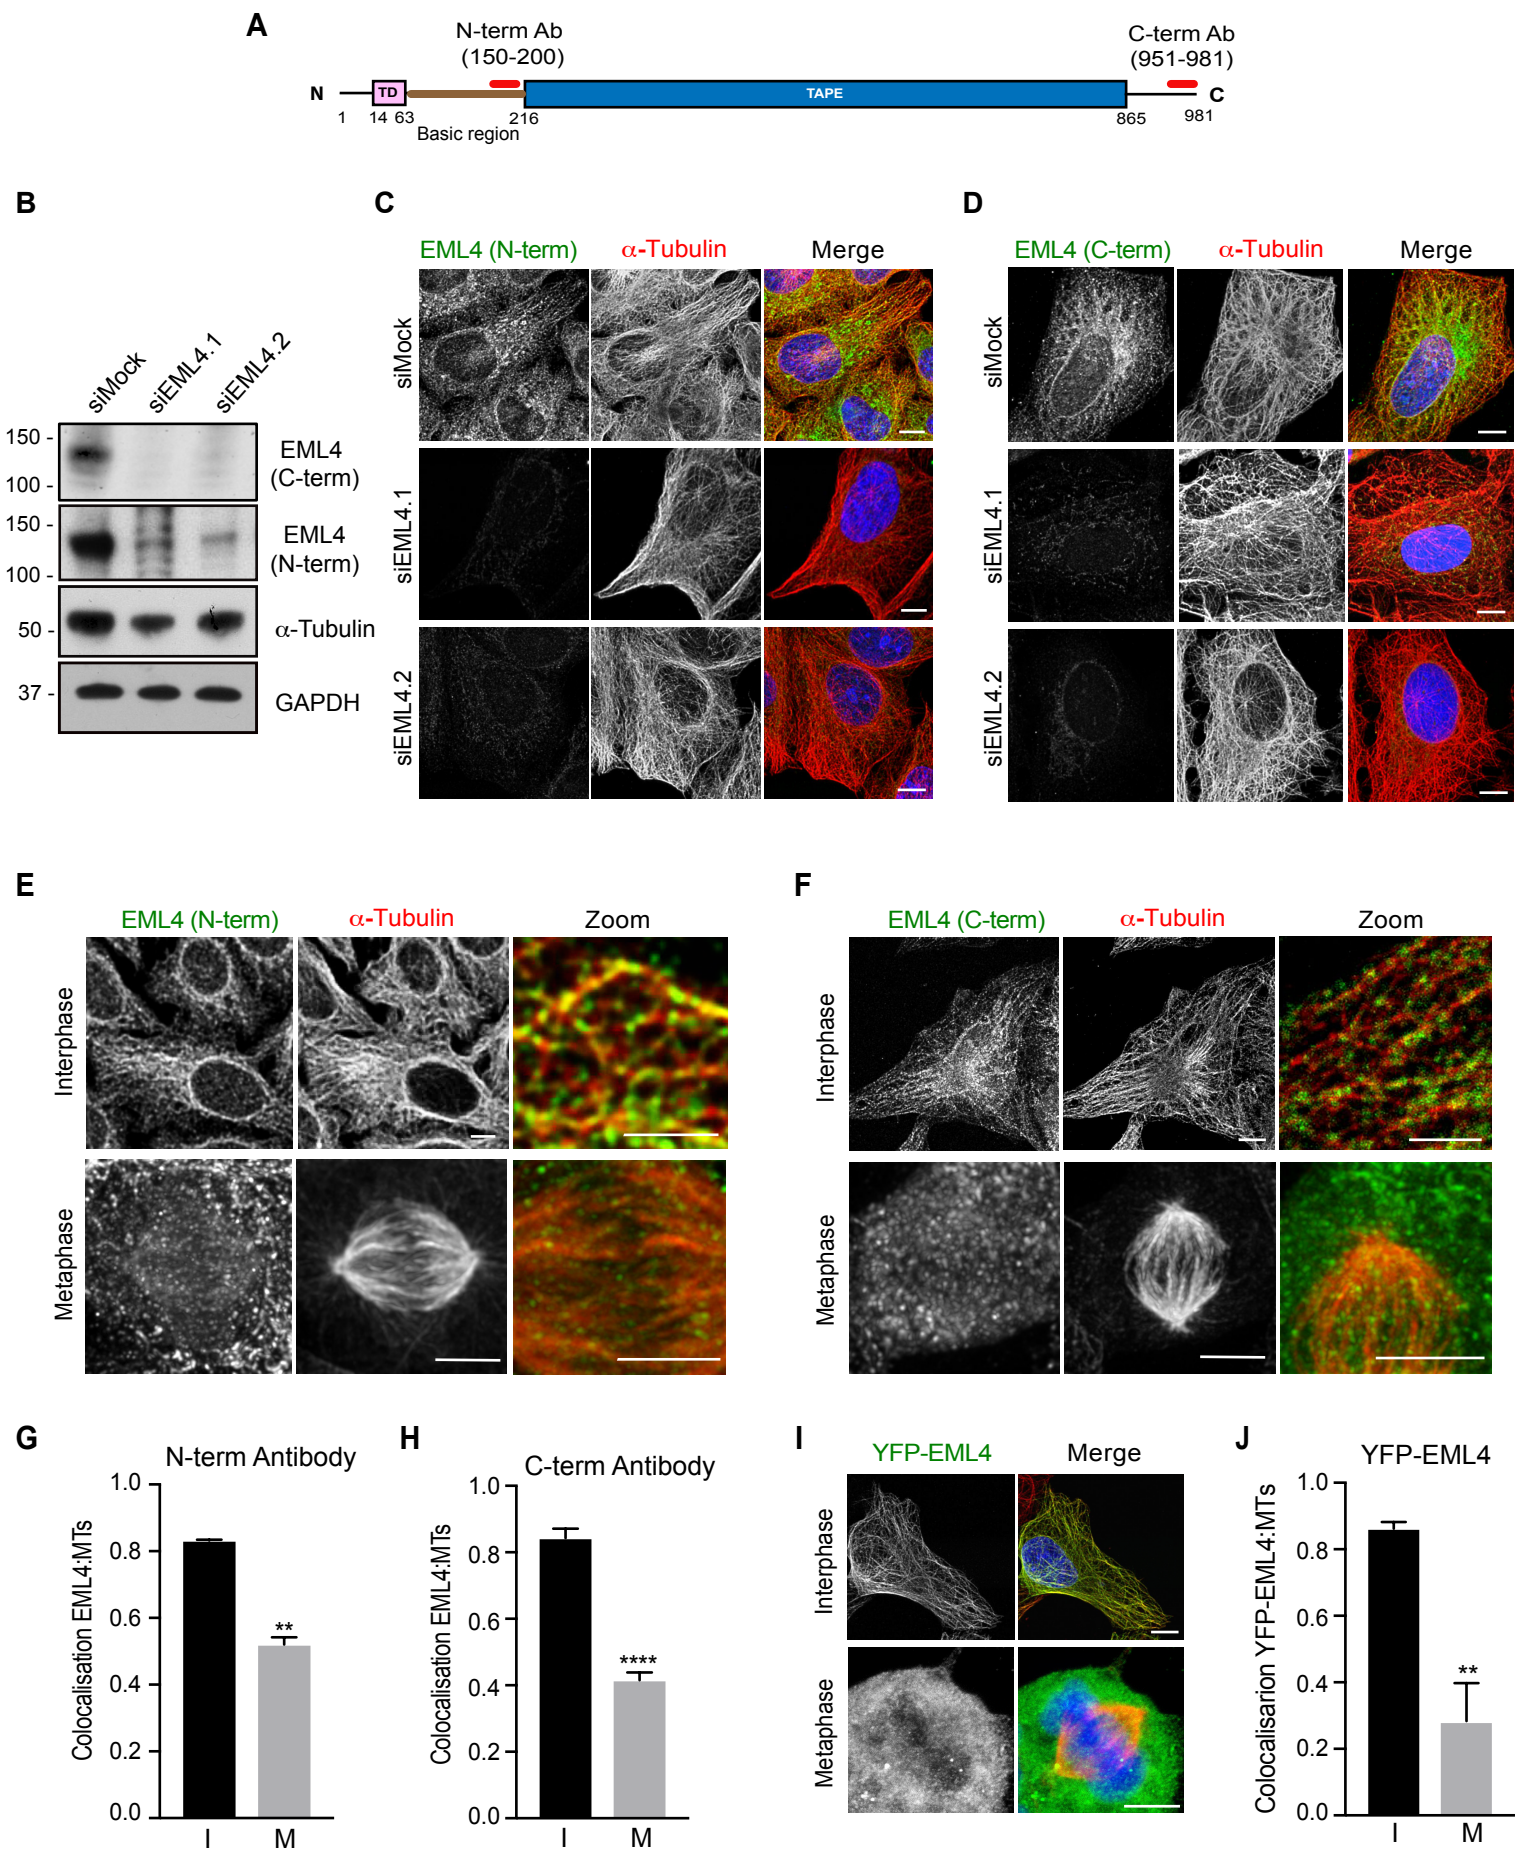 A
N-term Ab
(150-200)
C-term Ab
(951-981)
N
TD
TAPE
C
1
14 63
216
865
981
Basic region
B
siMock
siEML4.1
siEML4.2
150 -
100 -
EML4
(C-term)
150 -
100 -
EML4
(N-term)
50 -
α-Tubulin
37 -
GAPDH
C
EML4 (N-term)
α-Tubulin
Merge
siMock
siEML4.1
siEML4.2
D
EML4 (C-term)
α-Tubulin
Merge
siMock
siEML4.1
siEML4.2
E
EML4 (N-term)
α-Tubulin
Zoom
Interphase
Metaphase
F
EML4 (C-term)
α-Tubulin
Zoom
Interphase
Metaphase
G
N-term Antibody
Colocalisation EML4:MTs
1.0
0.8
0.6
0.4
0.2
0.0
**
I
M
H
C-term Antibody
Colocalisation EML4:MTs
1.0
0.8
0.6
0.4
0.2
0.0
****
I
M
I
YFP-EML4
Merge
Interphase
Metaphase
J
YFP-EML4
Colocalisarion YFP-EML4:MTs
1.0
0.8
0.6
0.4
0.2
0.0
**
I
M